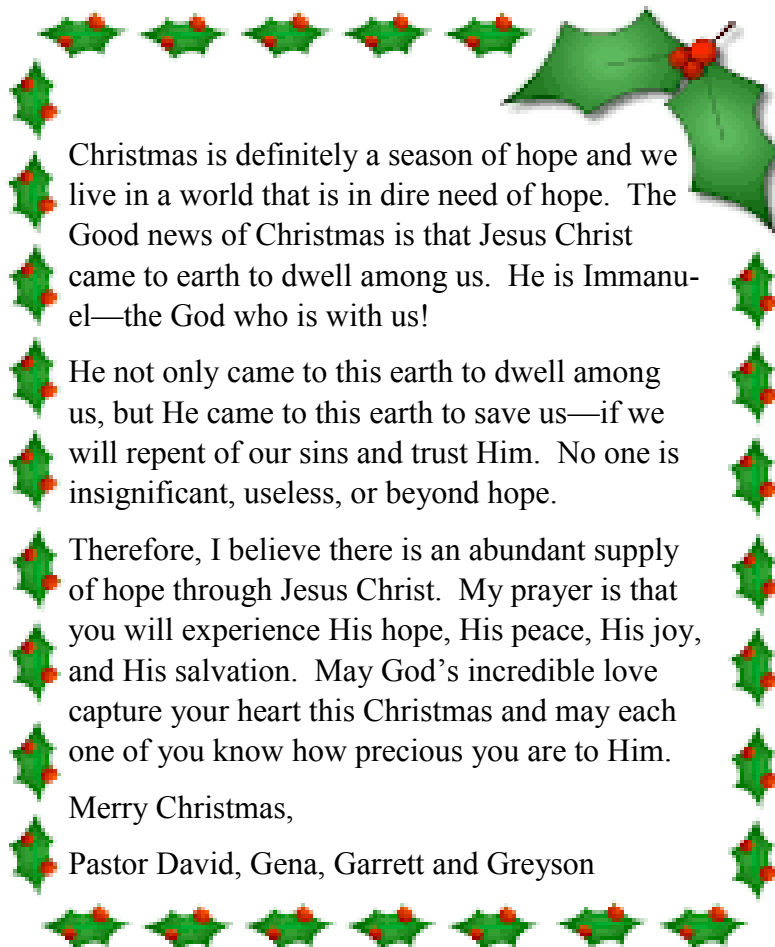 Christmas is definitely a season of hope and we
live in a world that is in dire need of hope.  The
Good news of Christmas is that Jesus Christ
came to earth to dwell among us.  He is Immanu-
el—the God who is with us!
He not only came to this earth to dwell among
us, but He came to this earth to save us—if we
will repent of our sins and trust Him.  No one is
insignificant, useless, or beyond hope.
Therefore, I believe there is an abundant supply
of hope through Jesus Christ.  My prayer is that
you will experience His hope, His peace, His joy,
and His salvation.  May God’s incredible love
capture your heart this Christmas and may each
one of you know how precious you are to Him.
Merry Christmas,
Pastor David, Gena, Garrett and Greyson